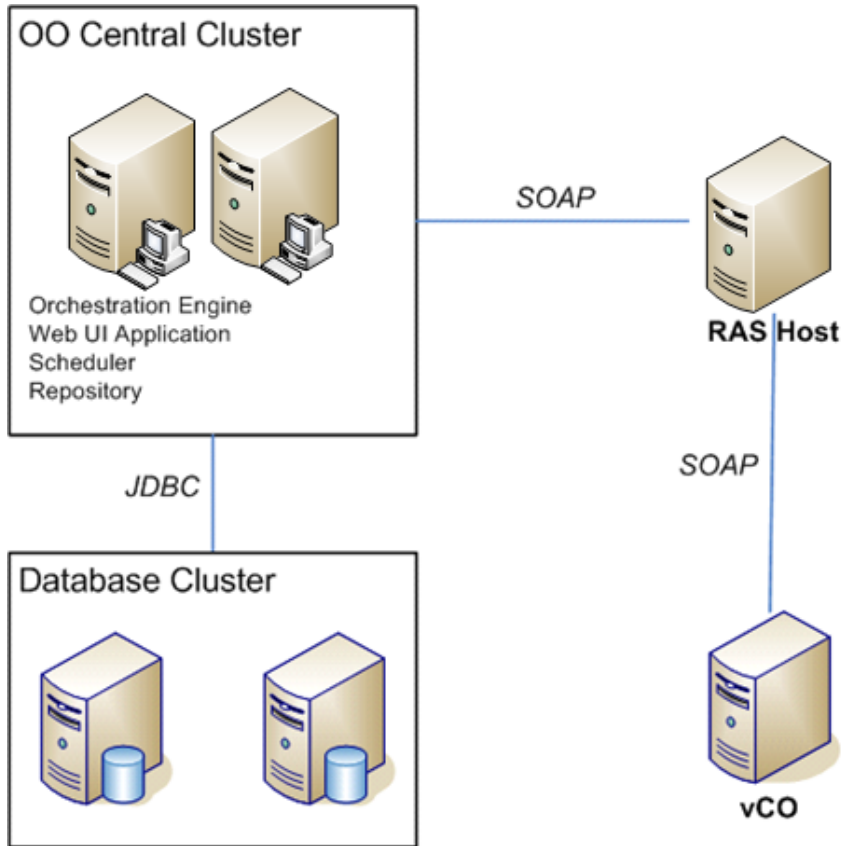 OO Central Cluster
SOAP
Orchestration Engine
Web UI Application
Scheduler
Repository
RAS Host
JDBC
SOAP
Database Cluster
vCO